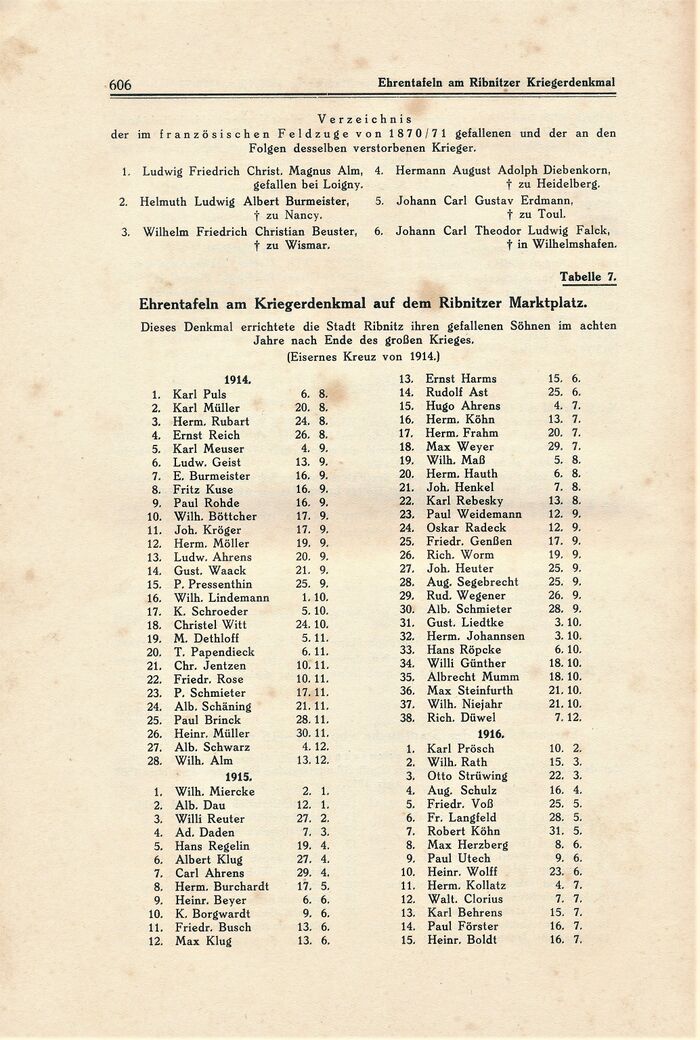 606
Ehrentafeln am Ribnitzer Kriegerdenkmal
Verzeichnis
der im französischen Feldzuge von 1870/71 gefallenen und der an den
Folgen desselben verstorbenen Krieger.
1. Ludwig Friedrich Christ. Magnus Alm,
gefallen bei Loigny.
2. Helmuth Ludwig Albert Burmeister,
† zu Nancy.
3. Wilhelm Friedrich Christian Beuster,
† zu Wismar.
4. Hermann August Adolph Diebenkorn,
† zu Heidelberg.
5. Johann Carl Gustav Erdmann,
† zu Toul.
6. Johann Carl Theodor Ludwig Falck,
† in Wilhelmshafen.
Tabelle 7.
Ehrentafeln am Kriegerdenkmal auf dem Ribnitzer Marktplatz.
Dieses Denkmal errichtete die Stadt Ribnitz ihren gefallenen Söhnen im achten
Jahre nach Ende des großen Krieges.
(Eisernes Kreuz von 1914.)
1914.
1. Karl Puls 6. 8.
2. Karl Müller 20. 8.
3. Herm. Rubart 24. 8.
4. Ernst Reich 26. 8.
5. Karl Meuser 4. 9.
6. Ludw. Geist 13. 9.
7. E. Burmeister 16. 9.
8. Fritz Kuse 16. 9.
9. Paul Rohde 16. 9.
10. Wilh. Böttcher 17. 9.
11. Joh. Kröger 17. 9.
12. Herm. Möller 19. 9.
13. Ludw. Ahrens 20. 9.
14. Gust. Waack 21. 9.
15. P. Pressenthin 25. 9.
16. Wilh. Lindemann 1. 10.
17. K. Schroeder 5. 10.
18. Christel Witt 24. 10.
19. M. Dethloff 5. 11.
20. T. Papendieck 6. 11.
21. Chr. Jentzen 10. 11.
22. Friedr. Rose 10. 11.
23. P. Schmieter 17. 11.
24. Alb. Schäning 21. 11.
25. Paul Brinck 28. 11.
26. Heinr. Müller 30. 11.
27. Alb. Schwarz 4. 12.
28. Wilh. Alm 13. 12.
1915.
1. Wilh. Miercke 2. 1.
2. Alb. Dau 12. 1.
3. Willi Reuter 27. 2.
4. Ad. Daden 7. 3.
5. Hans Regelin 19. 4.
6. Albert Klug 27. 4.
7. Carl Ahrens 29. 4.
8. Herm. Burchardt 17. 5.
9. Heinr. Beyer 6. 6.
10. K. Borgwardt 9. 6.
11. Friedr. Busch 13. 6.
12. Max Klug 13. 6.
13. Ernst Harms 15. 6.
14. Rudolf Ast 25. 6.
15. Hugo Ahrens 4. 7.
16. Herm. Köhn 13. 7.
17. Herm. Frahm 20. 7.
18. Max Weyer 29. 7.
19. Wilh. Maß 5. 8.
20. Herm. Hauth 6. 8.
21. Joh. Henkel 7. 8.
22. Karl Rebesky 13. 8.
23. Paul Weidemann 12. 9.
24. Oskar Radeck 12. 9.
25. Friedr. Genßen 17. 9.
26. Rich. Worm 19. 9.
27. Joh. Heuter 25. 9.
28. Aug. Segebrecht 25. 9.
29. Rud. Wegener 26. 9.
30. Alb. Schmieter 28. 9.
31. Gust. Liedtke 3. 10.
32. Herm. Johannsen 3. 10.
33. Hans Röpcke 6. 10.
34. Willi Günther 18. 10.
35. Albrecht Mumm 18. 10.
36. Max Steinfurth 21. 10.
37. Wilh. Niejahr 21. 10.
38. Rich. Düwel 7. 12.
1916.
1. Karl Prösch 10. 2.
2. Wilh. Rath 15. 3.
3. Otto Strüwing 22. 3.
4. Aug. Schulz 16. 4.
5. Friedr. Voß 25. 5.
6. Fr. Langfeld 28. 5.
7. Robert Köhn 31. 5.
8. Max Herzberg 8. 6.
9. Paul Utech 9. 6.
10. Heinr. Wolff 23. 6.
11. Herm. Kollatz 4. 7.
12. Walt. Clorius 7. 7.
13. Karl Behrens 15. 7.
14. Paul Förster 16. 7.
15. Heinr. Boldt 16. 7.